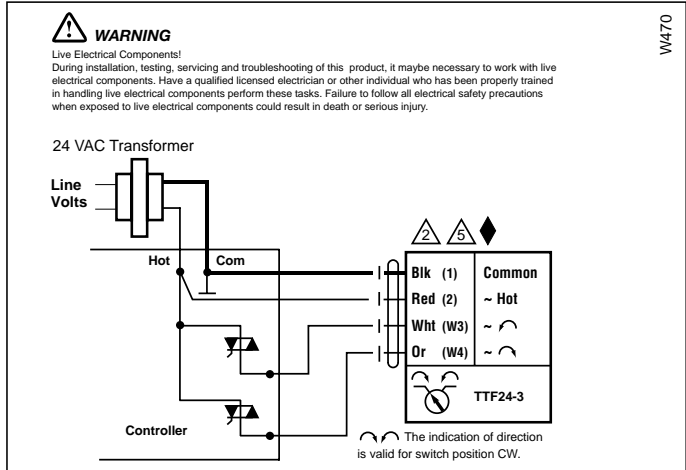 W470
WARNING
Live Electrical Components!
During installation, testing, servicing and troubleshooting of this product, it maybe necessary to work with live
electrical components. Have a qualified licensed electrician or other individual who has been properly trained
in handling live electrical components perform these tasks. Failure to follow all electrical safety precautions
when exposed to live electrical components could result in death or serious injury.
24 VAC Transformer
Line
Volts
2 5
Hot Com
Blk (1) Common
Red (2) ~ Hot
Wht (W3) ~
Or (W4) ~
TTF24-3
Controller
The indication of direction
is valid for switch position CW.